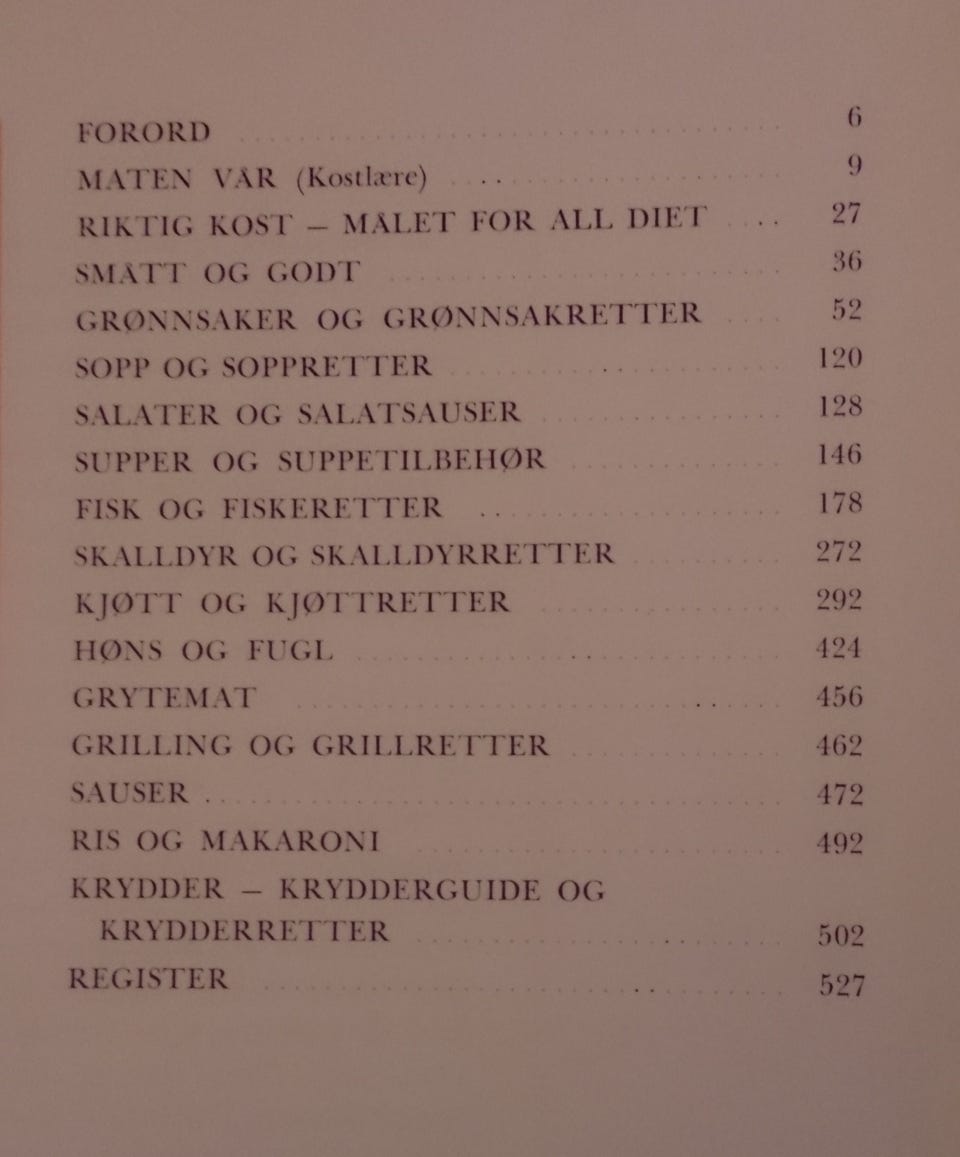 FORORD 6
MATEN VÅR (Kostlære) 9
RIKTIG KOST – MÅLET FOR ALL DIET 27
SMÅTT OG GODT 36
GRØNNSAKER OG GRØNNSAKRETTER 52
SOPP OG SOPPRETTER 120
SALATER OG SALATSAUSER 128
SUPPER OG SUPPETILBEHØR 146
FISK OG FISKERETTER 178
SKALLDYR OG SKALLDYRRETTER 272
KJØTT OG KJØTTRETTER 292
HØNS OG FUGL 424
GRYTEMAT 456
GRILLING OG GRILLRETTER 462
SAUSER 472
RIS OG MAKARONI 492
KRYDDER – KRYDDERGUIDE OG
KRYDDERRETTER 502
REGISTER 527